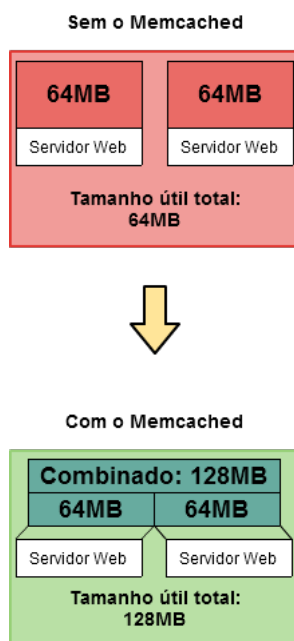 Sem o Memcached
64MB 64MB
Servidor Web Servidor Web
Tamanho útil total:
64MB
Com o Memcached
Combinado: 128MB
64MB 64MB
Servidor Web Servidor Web
Tamanho útil total:
128MB